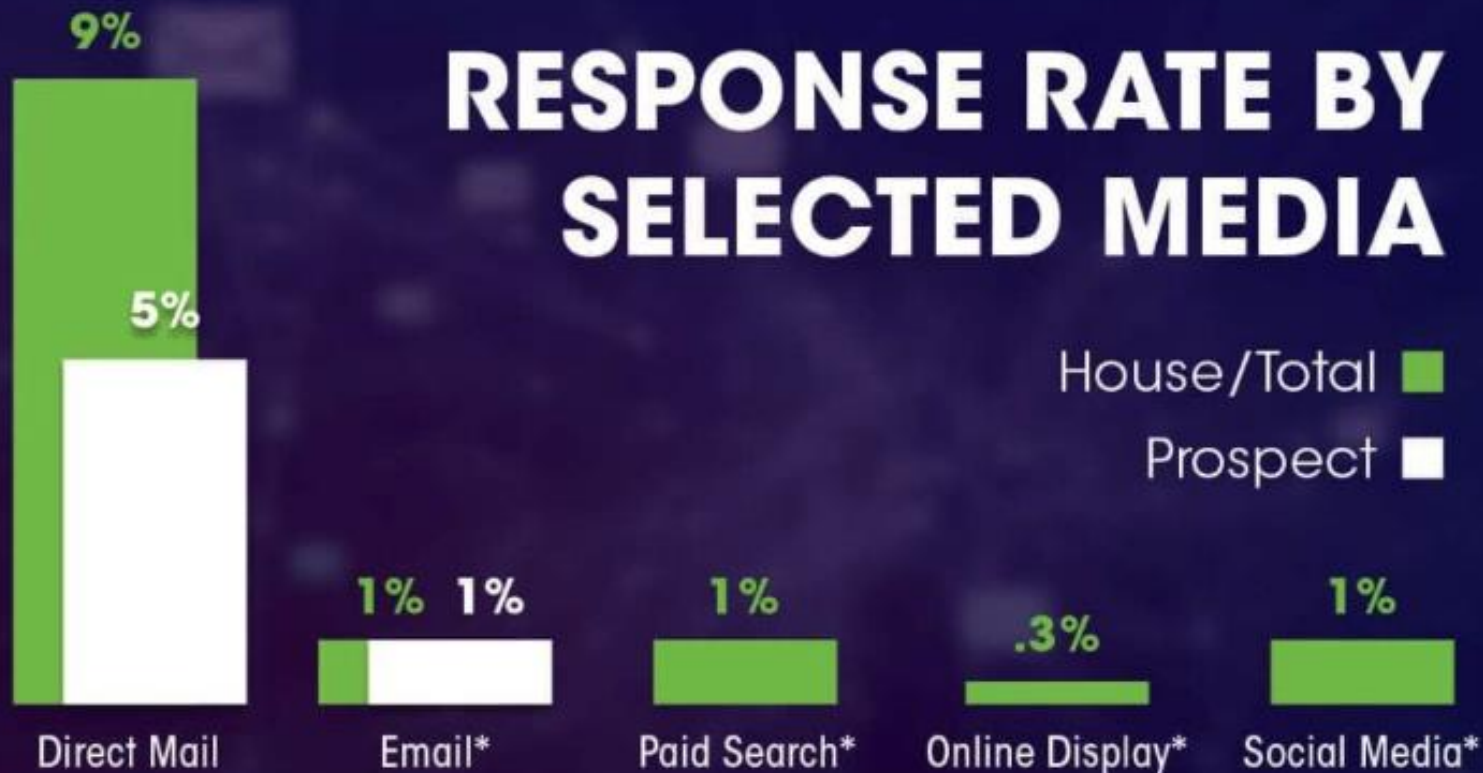 RESPONSE RATE BY
SELECTED MEDIA
House/Total
Prospect
9%
5%
1% 1%
1%
.3%
1%
Direct Mail
Email*
Paid Search*
Online Display*
Social Media*